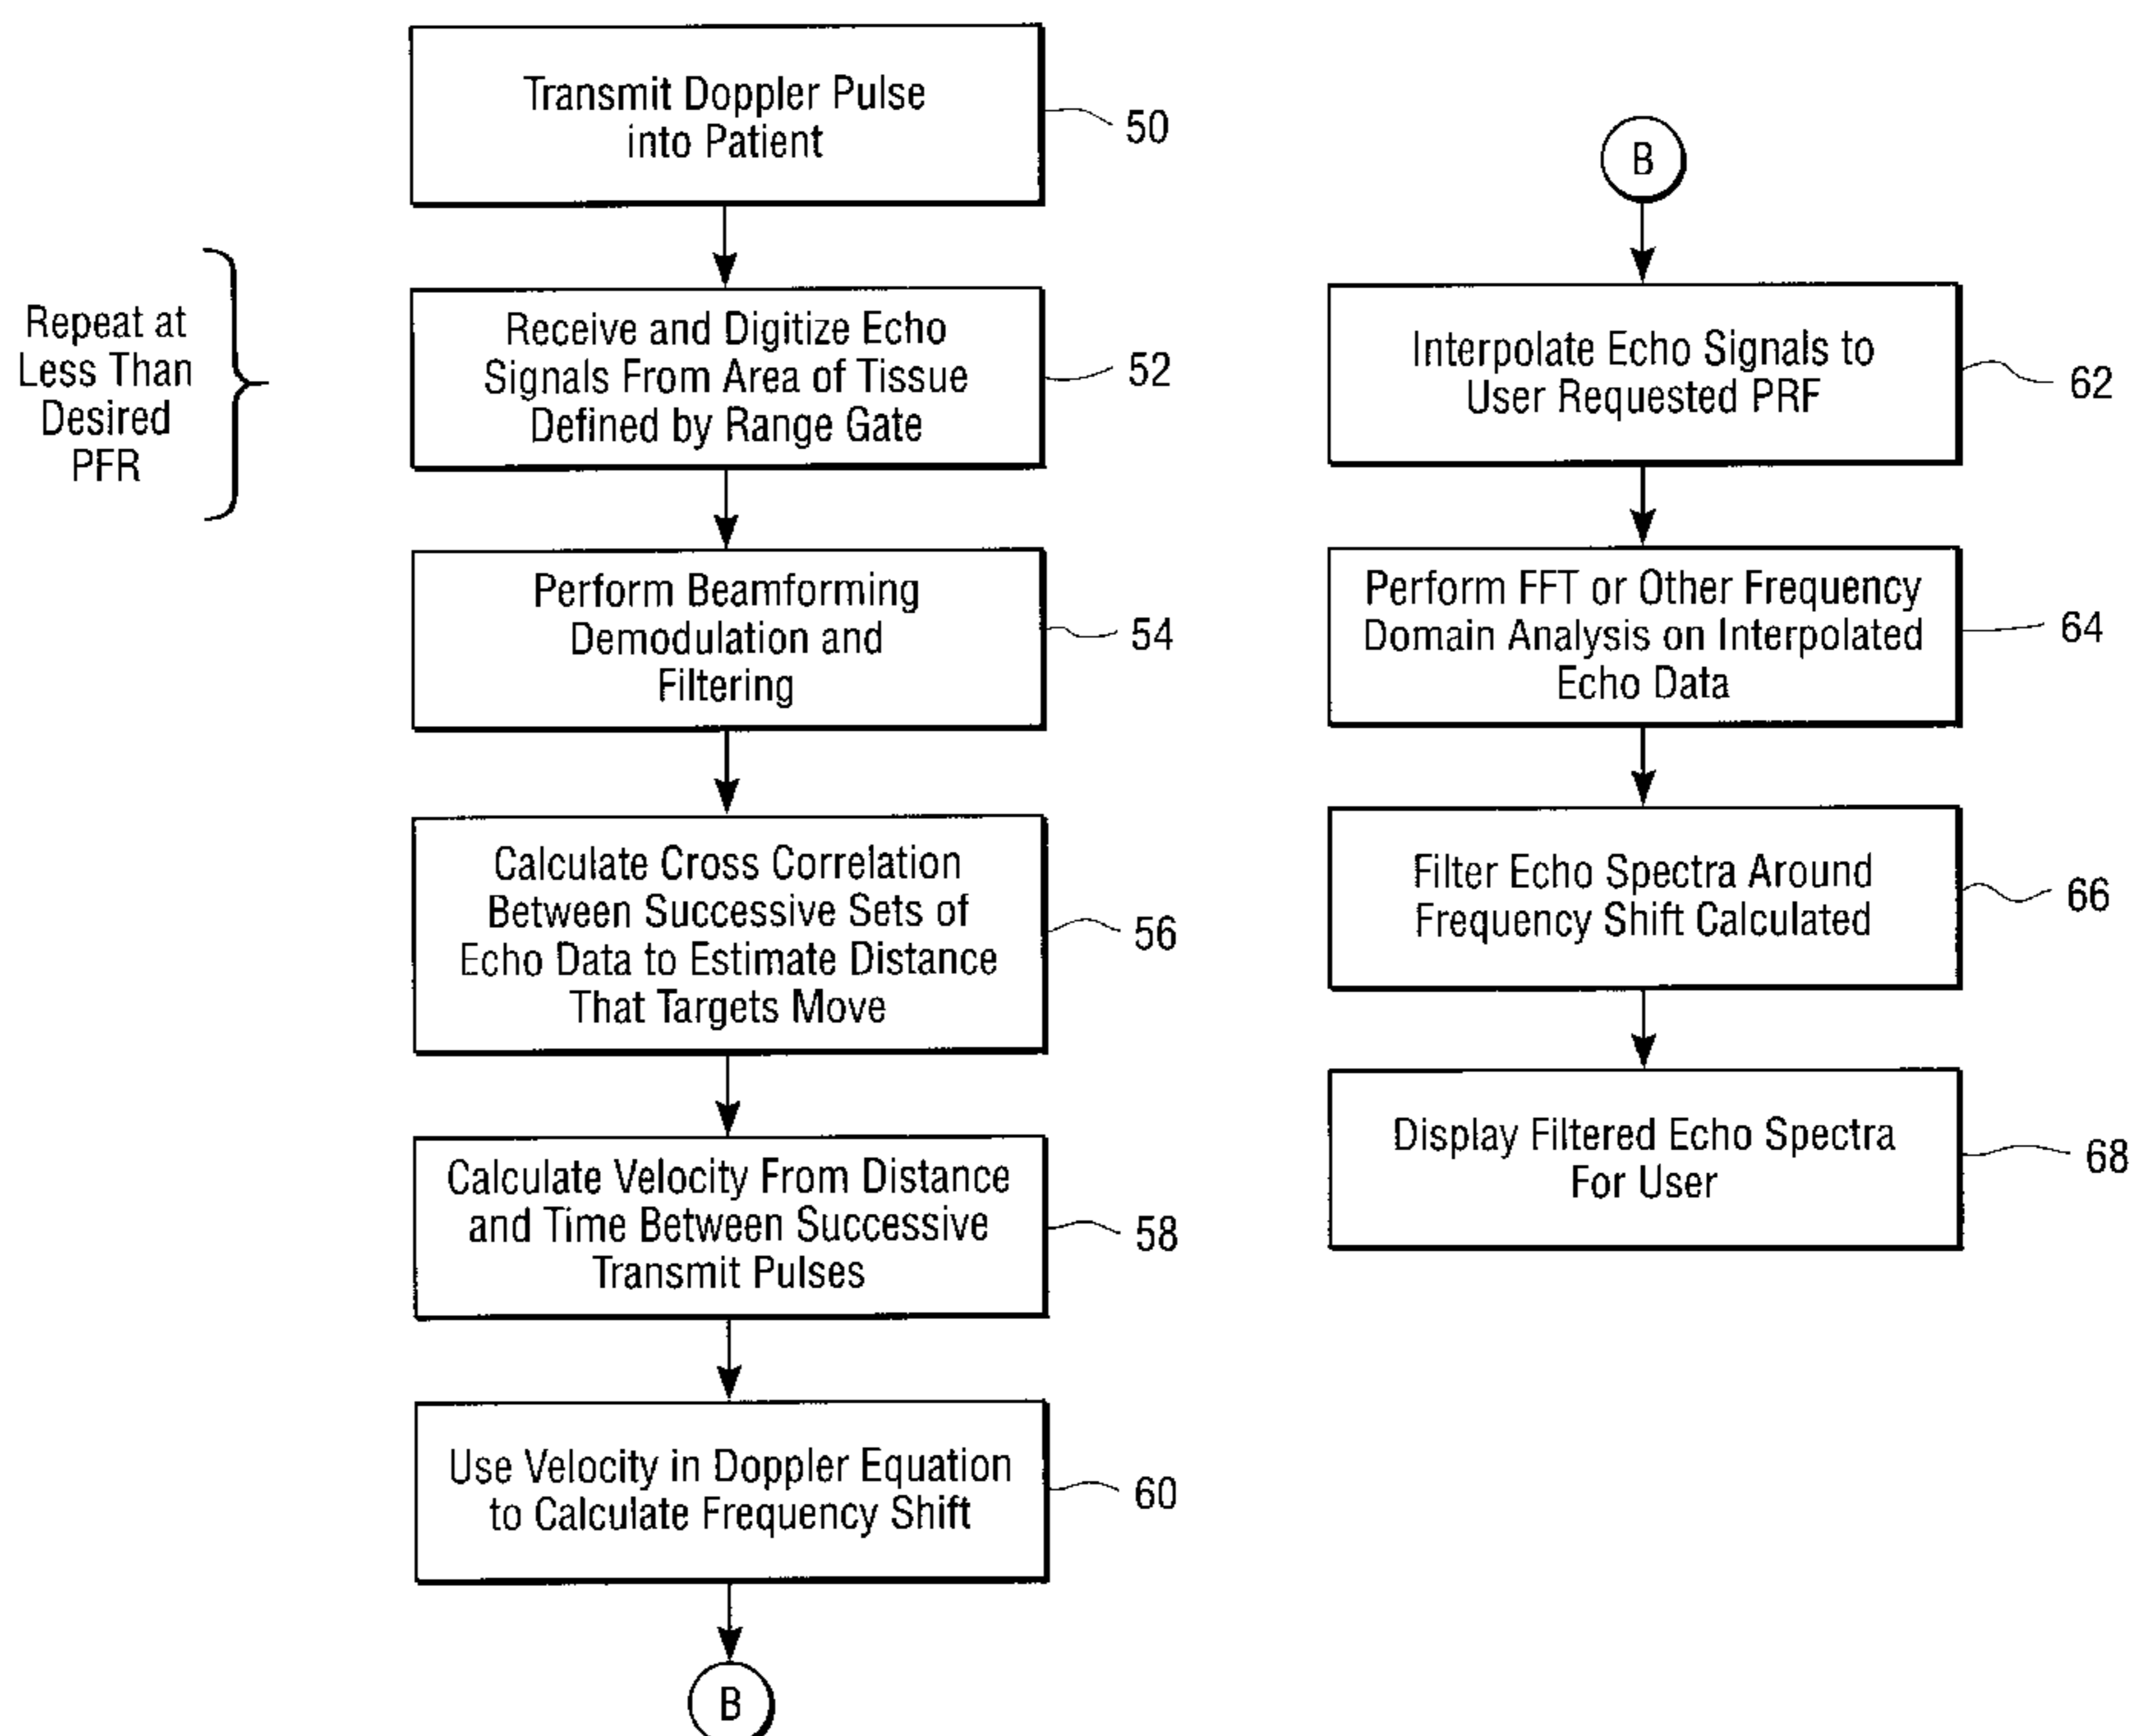 Transmit Doppler Pulse
into Patient
50
Repeat at
Less Than
Desired
PFR
Receive and Digitize Echo
Signals From Area of Tissue
Defined by Range Gate
52
Perform Beamforming
Demodulation and
Filtering
54
Calculate Cross Correlation
Between Successive Sets of
Echo Data to Estimate Distance
That Targets Move
56
Calculate Velocity From Distance
and Time Between Successive
Transmit Pulses
58
Use Velocity in Doppler Equation
to Calculate Frequency Shift
60
B
B
Interpolate Echo Signals to
User Requested PRF
62
Perform FFT or Other Frequency
Domain Analysis on Interpolated
Echo Data
64
Filter Echo Spectra Around
Frequency Shift Calculated
66
Display Filtered Echo Spectra
For User
68